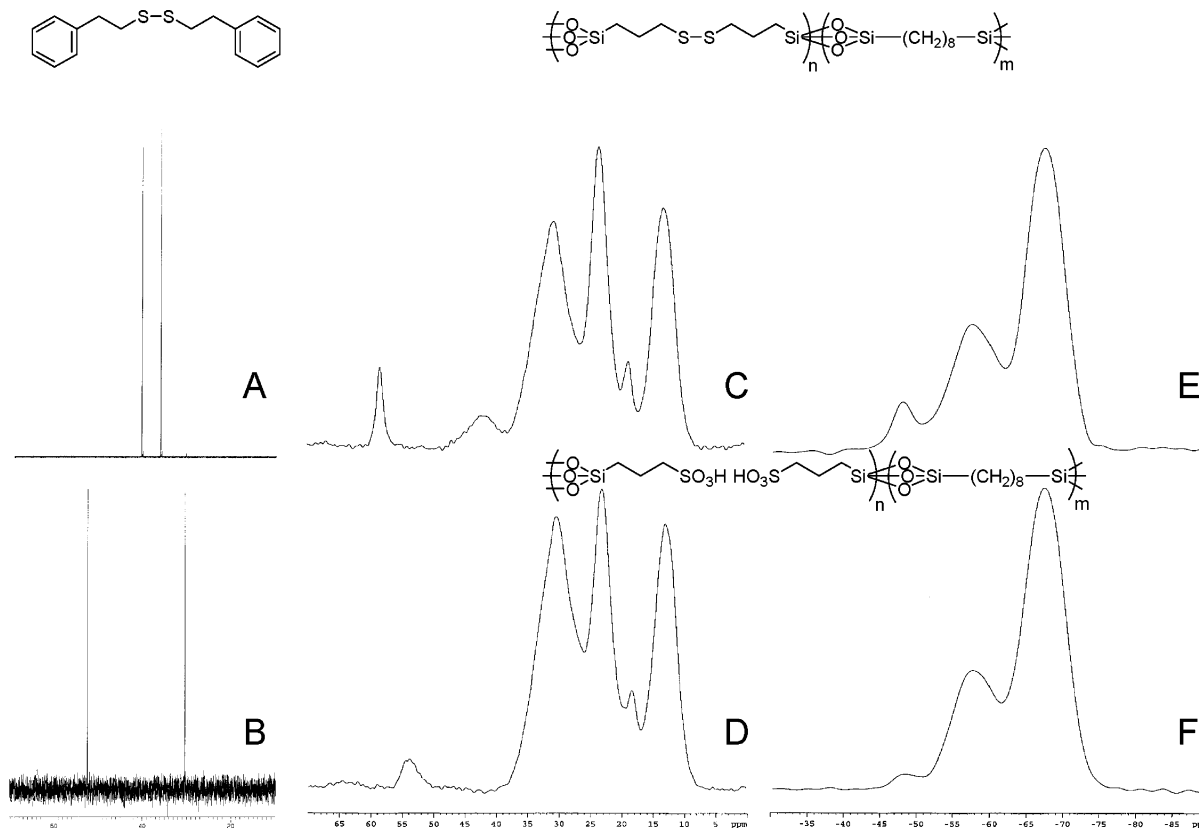 S–S
O O O Si S–S Si n O O O Si (CH2)8 Si m
A
C
E
O O O Si SO3H HO3S Si n O O O Si (CH2)8 Si m
B
D
F
65 60 55 50 45 40 35 30 25 20 15 10 5 ppm
-35 -40 -45 -50 -55 -60 -65 -70 -75 -80 -85